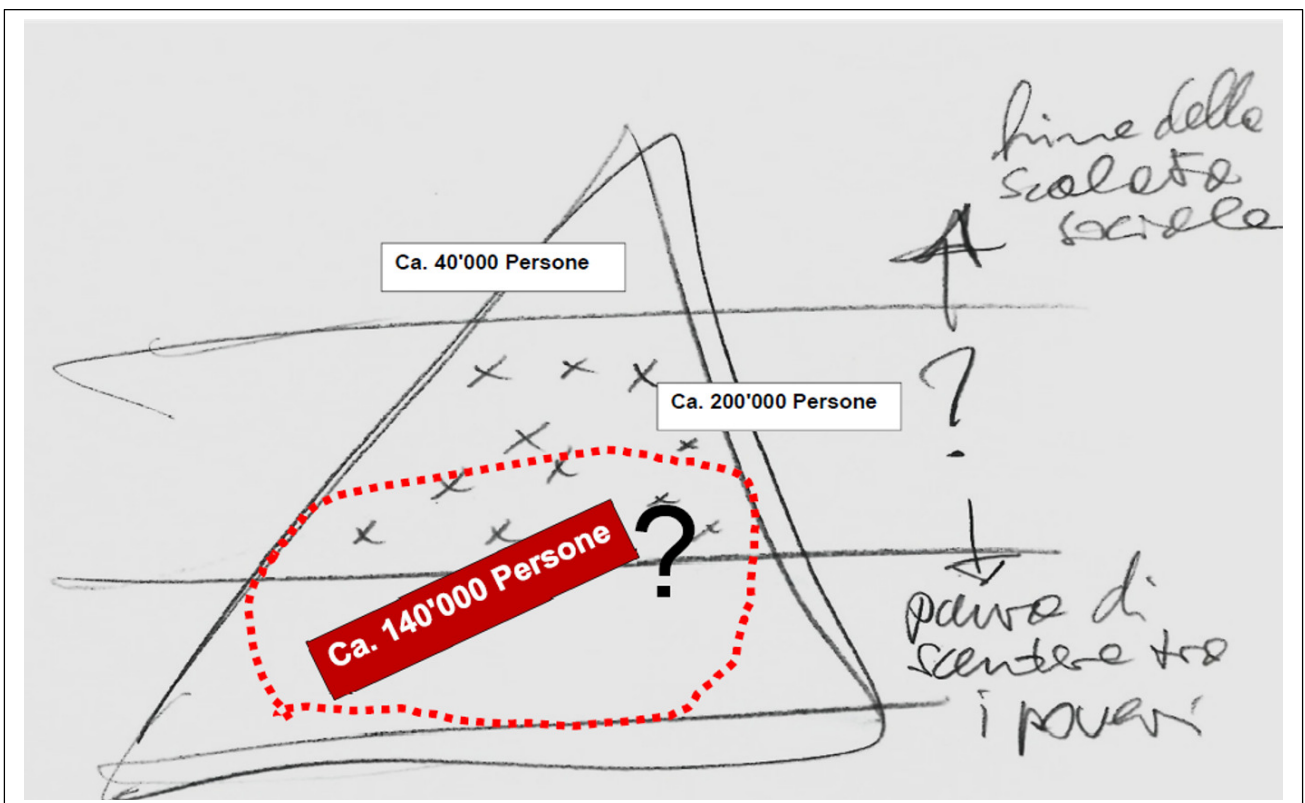 fine della
scalata
sociale
Ca. 40'000 Persone
?
Ca. 200'000 Persone
Ca. 140'000 Persone
?
paura di
scendere tra
i poveri